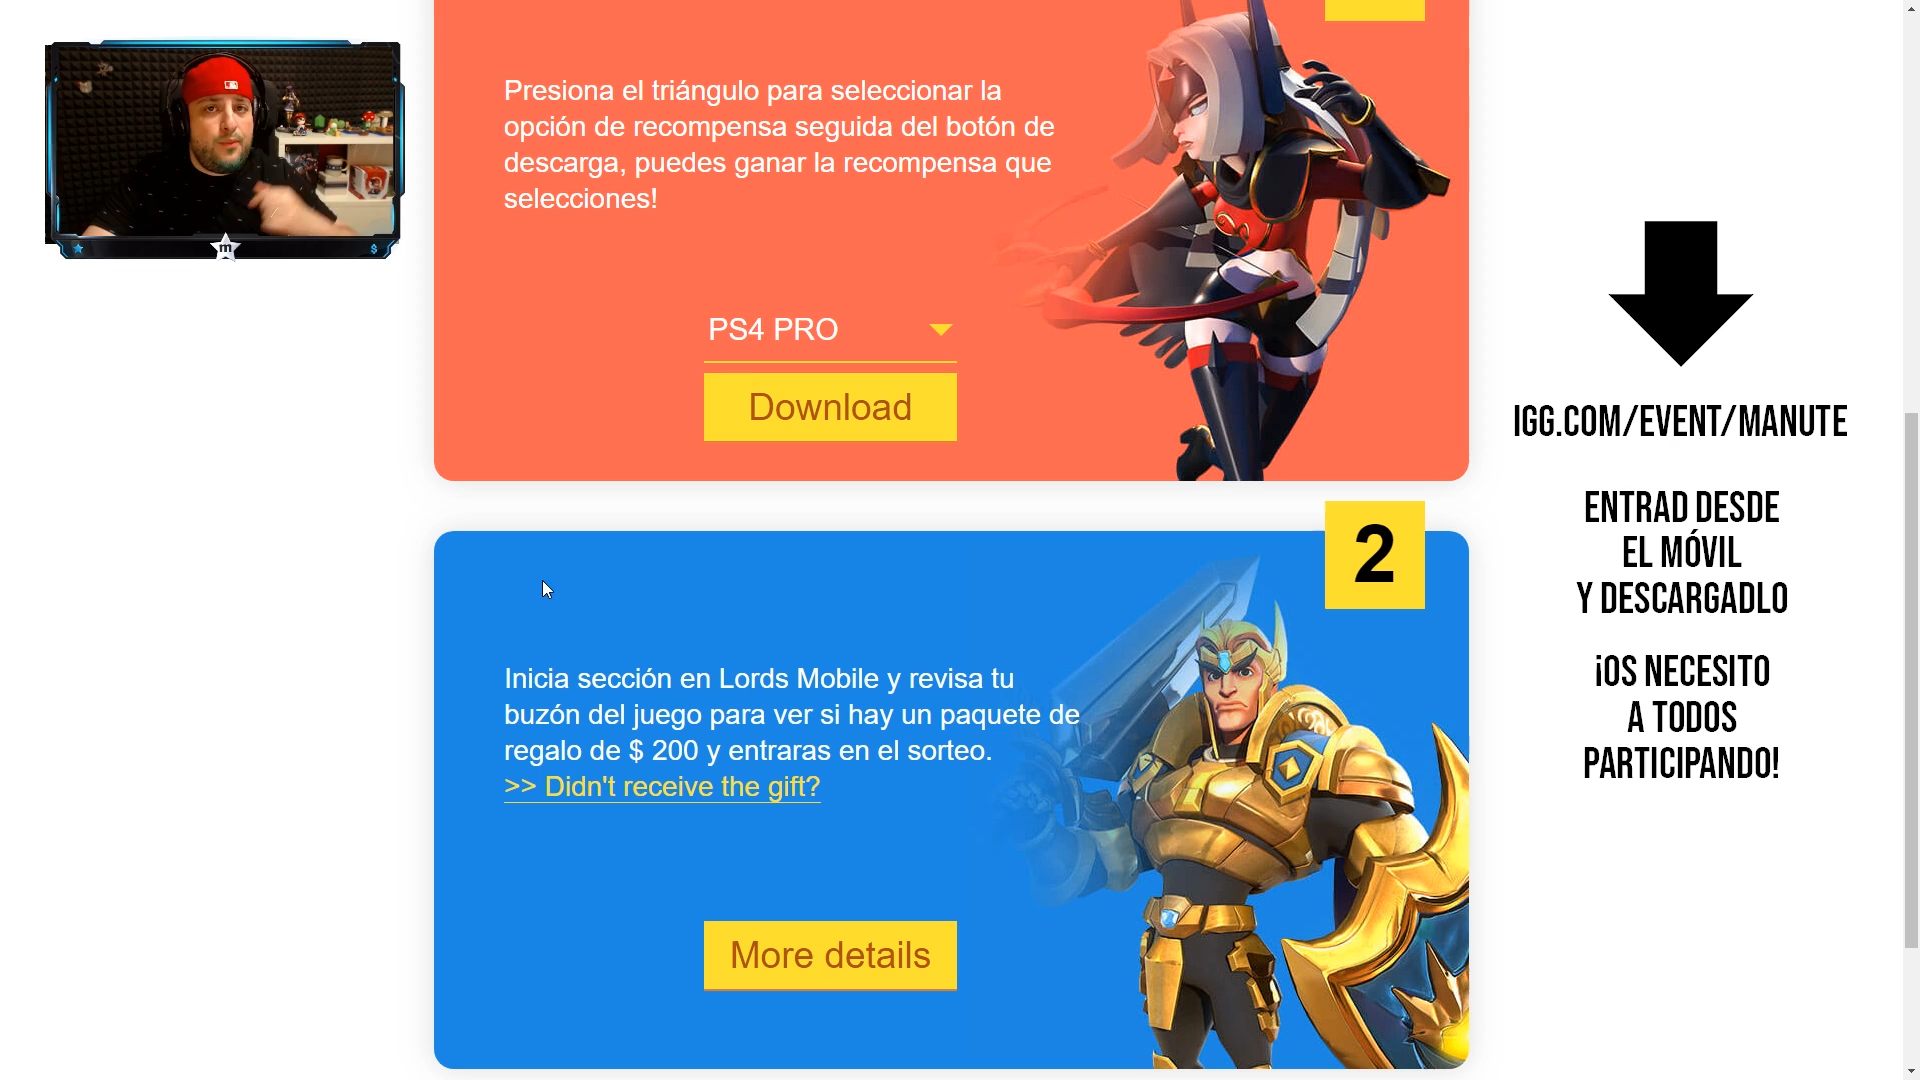 Presiona el triángulo para seleccionar la
opción de recompensa seguida del botón de
descarga, puedes ganar la recompensa que
selecciones!
PS4 PRO
Download
2
Inicia sección en Lords Mobile y revisa tu
buzón del juego para ver si hay un paquete de
regalo de $ 200 y entraras en el sorteo.
>> Didn't receive the gift?
More details
m
$
IGG.COM/EVENT/MANUTE
ENTRAD DESDE
EL MÓVIL
Y DESCARGADLO
¡OS NECESITO
A TODOS
PARTICIPANDO!